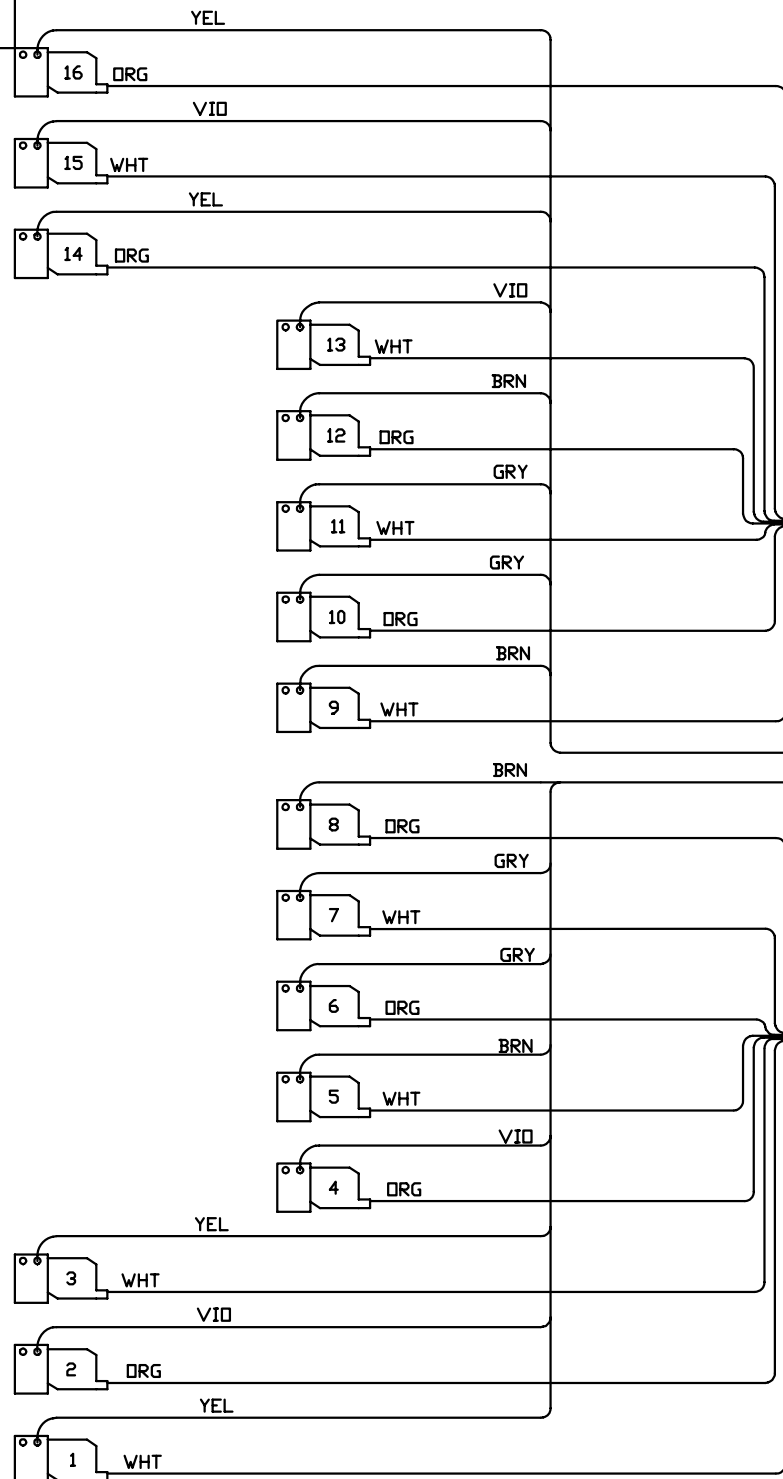 YEL
16 ORG
VIO
15 WHT
YEL
14 ORG
VIO
13 WHT
BRN
12 ORG
GRY
11 WHT
GRY
10 ORG
BRN
9 WHT
BRN
8 ORG
GRY
7 WHT
GRY
6 ORG
BRN
5 WHT
VIO
4 ORG
YEL
3 WHT
VIO
2 ORG
YEL
1 WHT